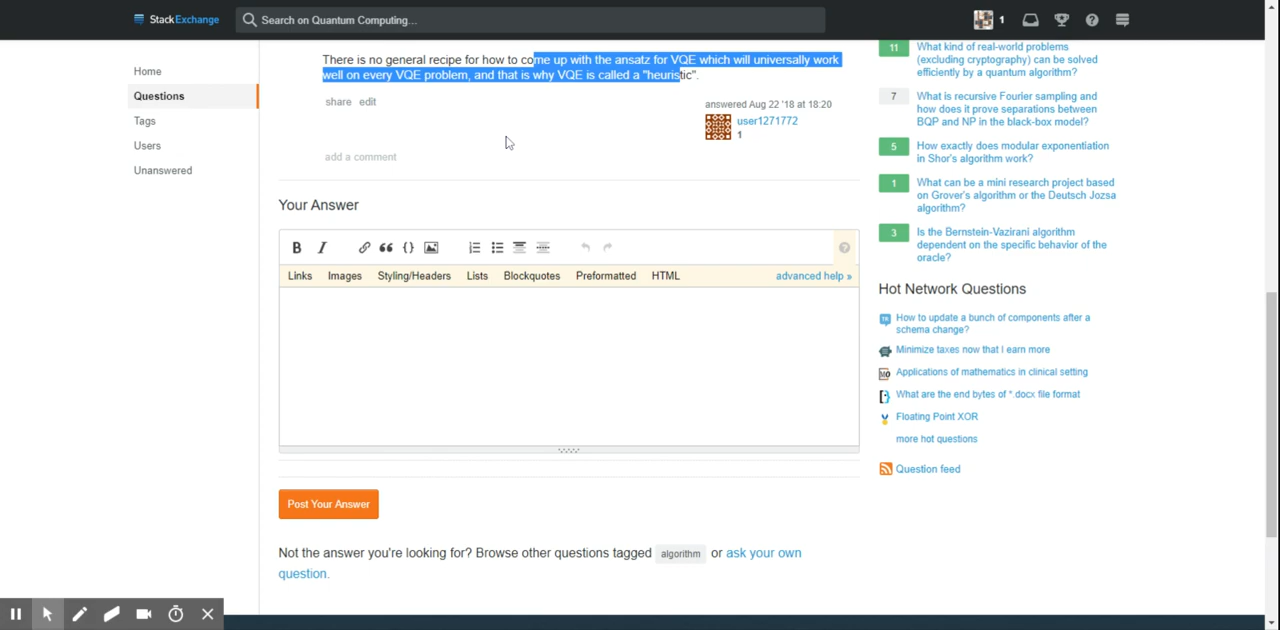 StackExchange
Search on Quantum Computing...
1
Home
Questions
Tags
Users
Unanswered
There is no general recipe for how to come up with the ansatz for VQE which will universally work
well on every VQE problem, and that is why VQE is called a "heuristic".
share edit
answered Aug 22 '18 at 18:20
user1271772
1
add a comment
Your Answer
B I
Links Images Styling/Headers Lists Blockquotes Preformatted HTML advanced help »
Post Your Answer
Not the answer you're looking for? Browse other questions tagged algorithm or ask your own
question.
11 What kind of real-world problems
(excluding cryptography) can be solved
efficiently by a quantum algorithm?
7 What is recursive Fourier sampling and
how does it prove separations between
BQP and NP in the black-box model?
5 How exactly does modular exponentiation
in Shor's algorithm work?
1 What can be a mini research project based
on Grover's algorithm or the Deutsch Jozsa
algorithm?
3 Is the Bernstein-Vazirani algorithm
dependent on the specific behavior of the
oracle?
Hot Network Questions
How to update a bunch of components after a
schema change?
Minimize taxes now that I earn more
Applications of mathematics in clinical setting
What are the end bytes of *.docx file format
Floating Point XOR
more hot questions
Question feed